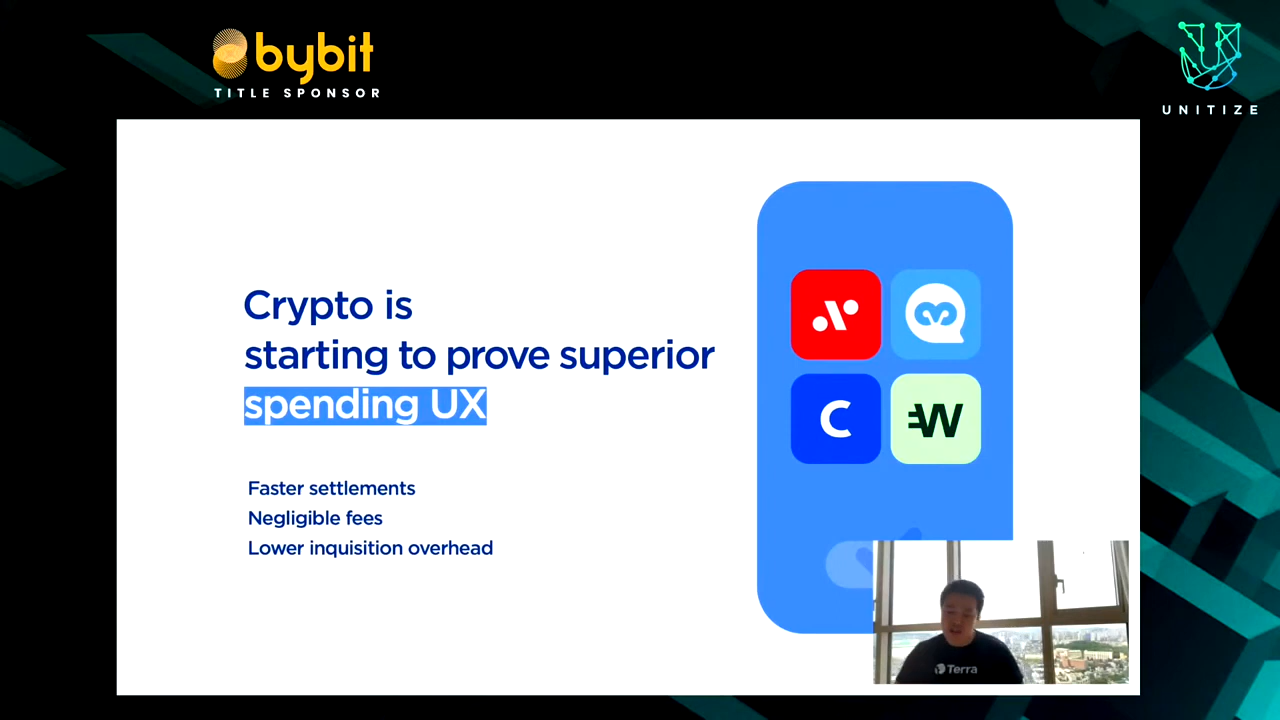 bybit
TITLE SPONSOR
UNITIZE
Crypto is
starting to prove superior
spending UX
Faster settlements
Negligible fees
Lower inquisition overhead
C
W
Terra